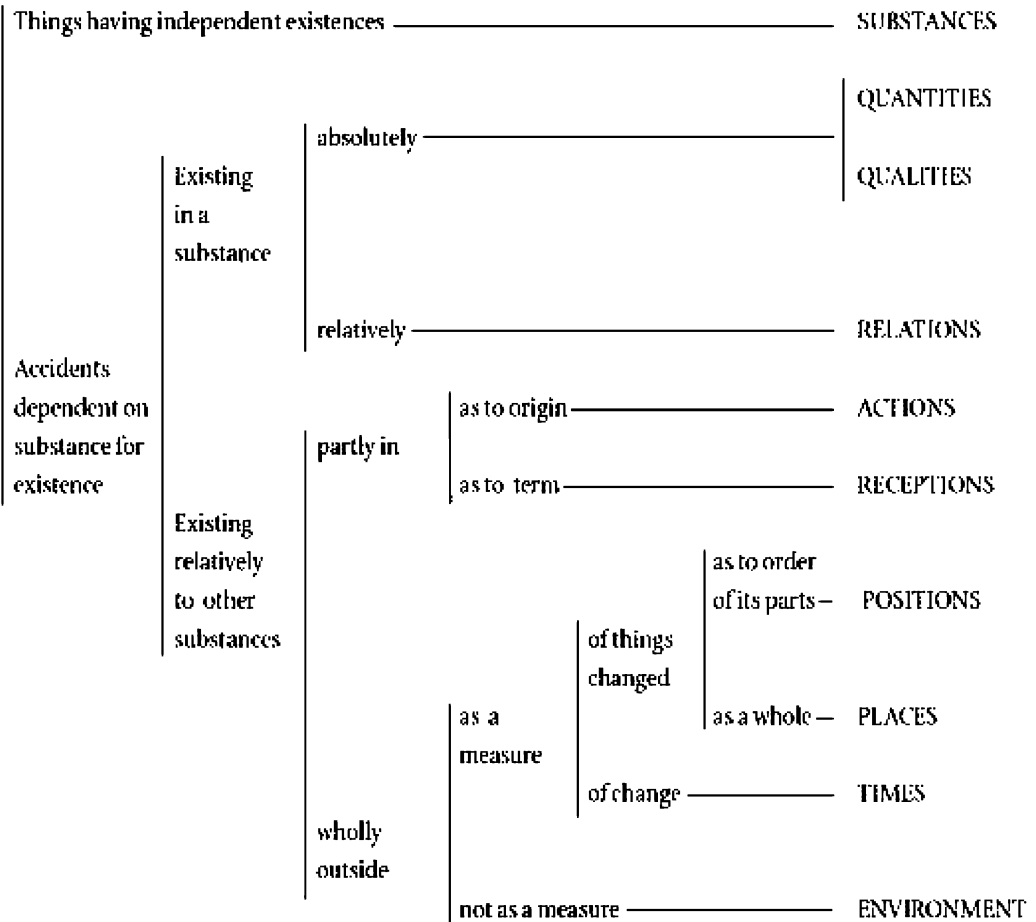 Things having independent existences SUBSTANCES
QUANTITIES
absolutely
Existing
in a
substance
QUALITIES
relatively RELATIONS
Accidents
dependent on
substance for
existence
as to origin ACTIONS
partly in
as to term RECEPTIONS
Existing
relatively
to other
substances
as to order
of its parts POSITIONS
of things
changed
as a
measure
as a whole PLACES
of change TIMES
wholly
outside
not as a measure ENVIRONMENT